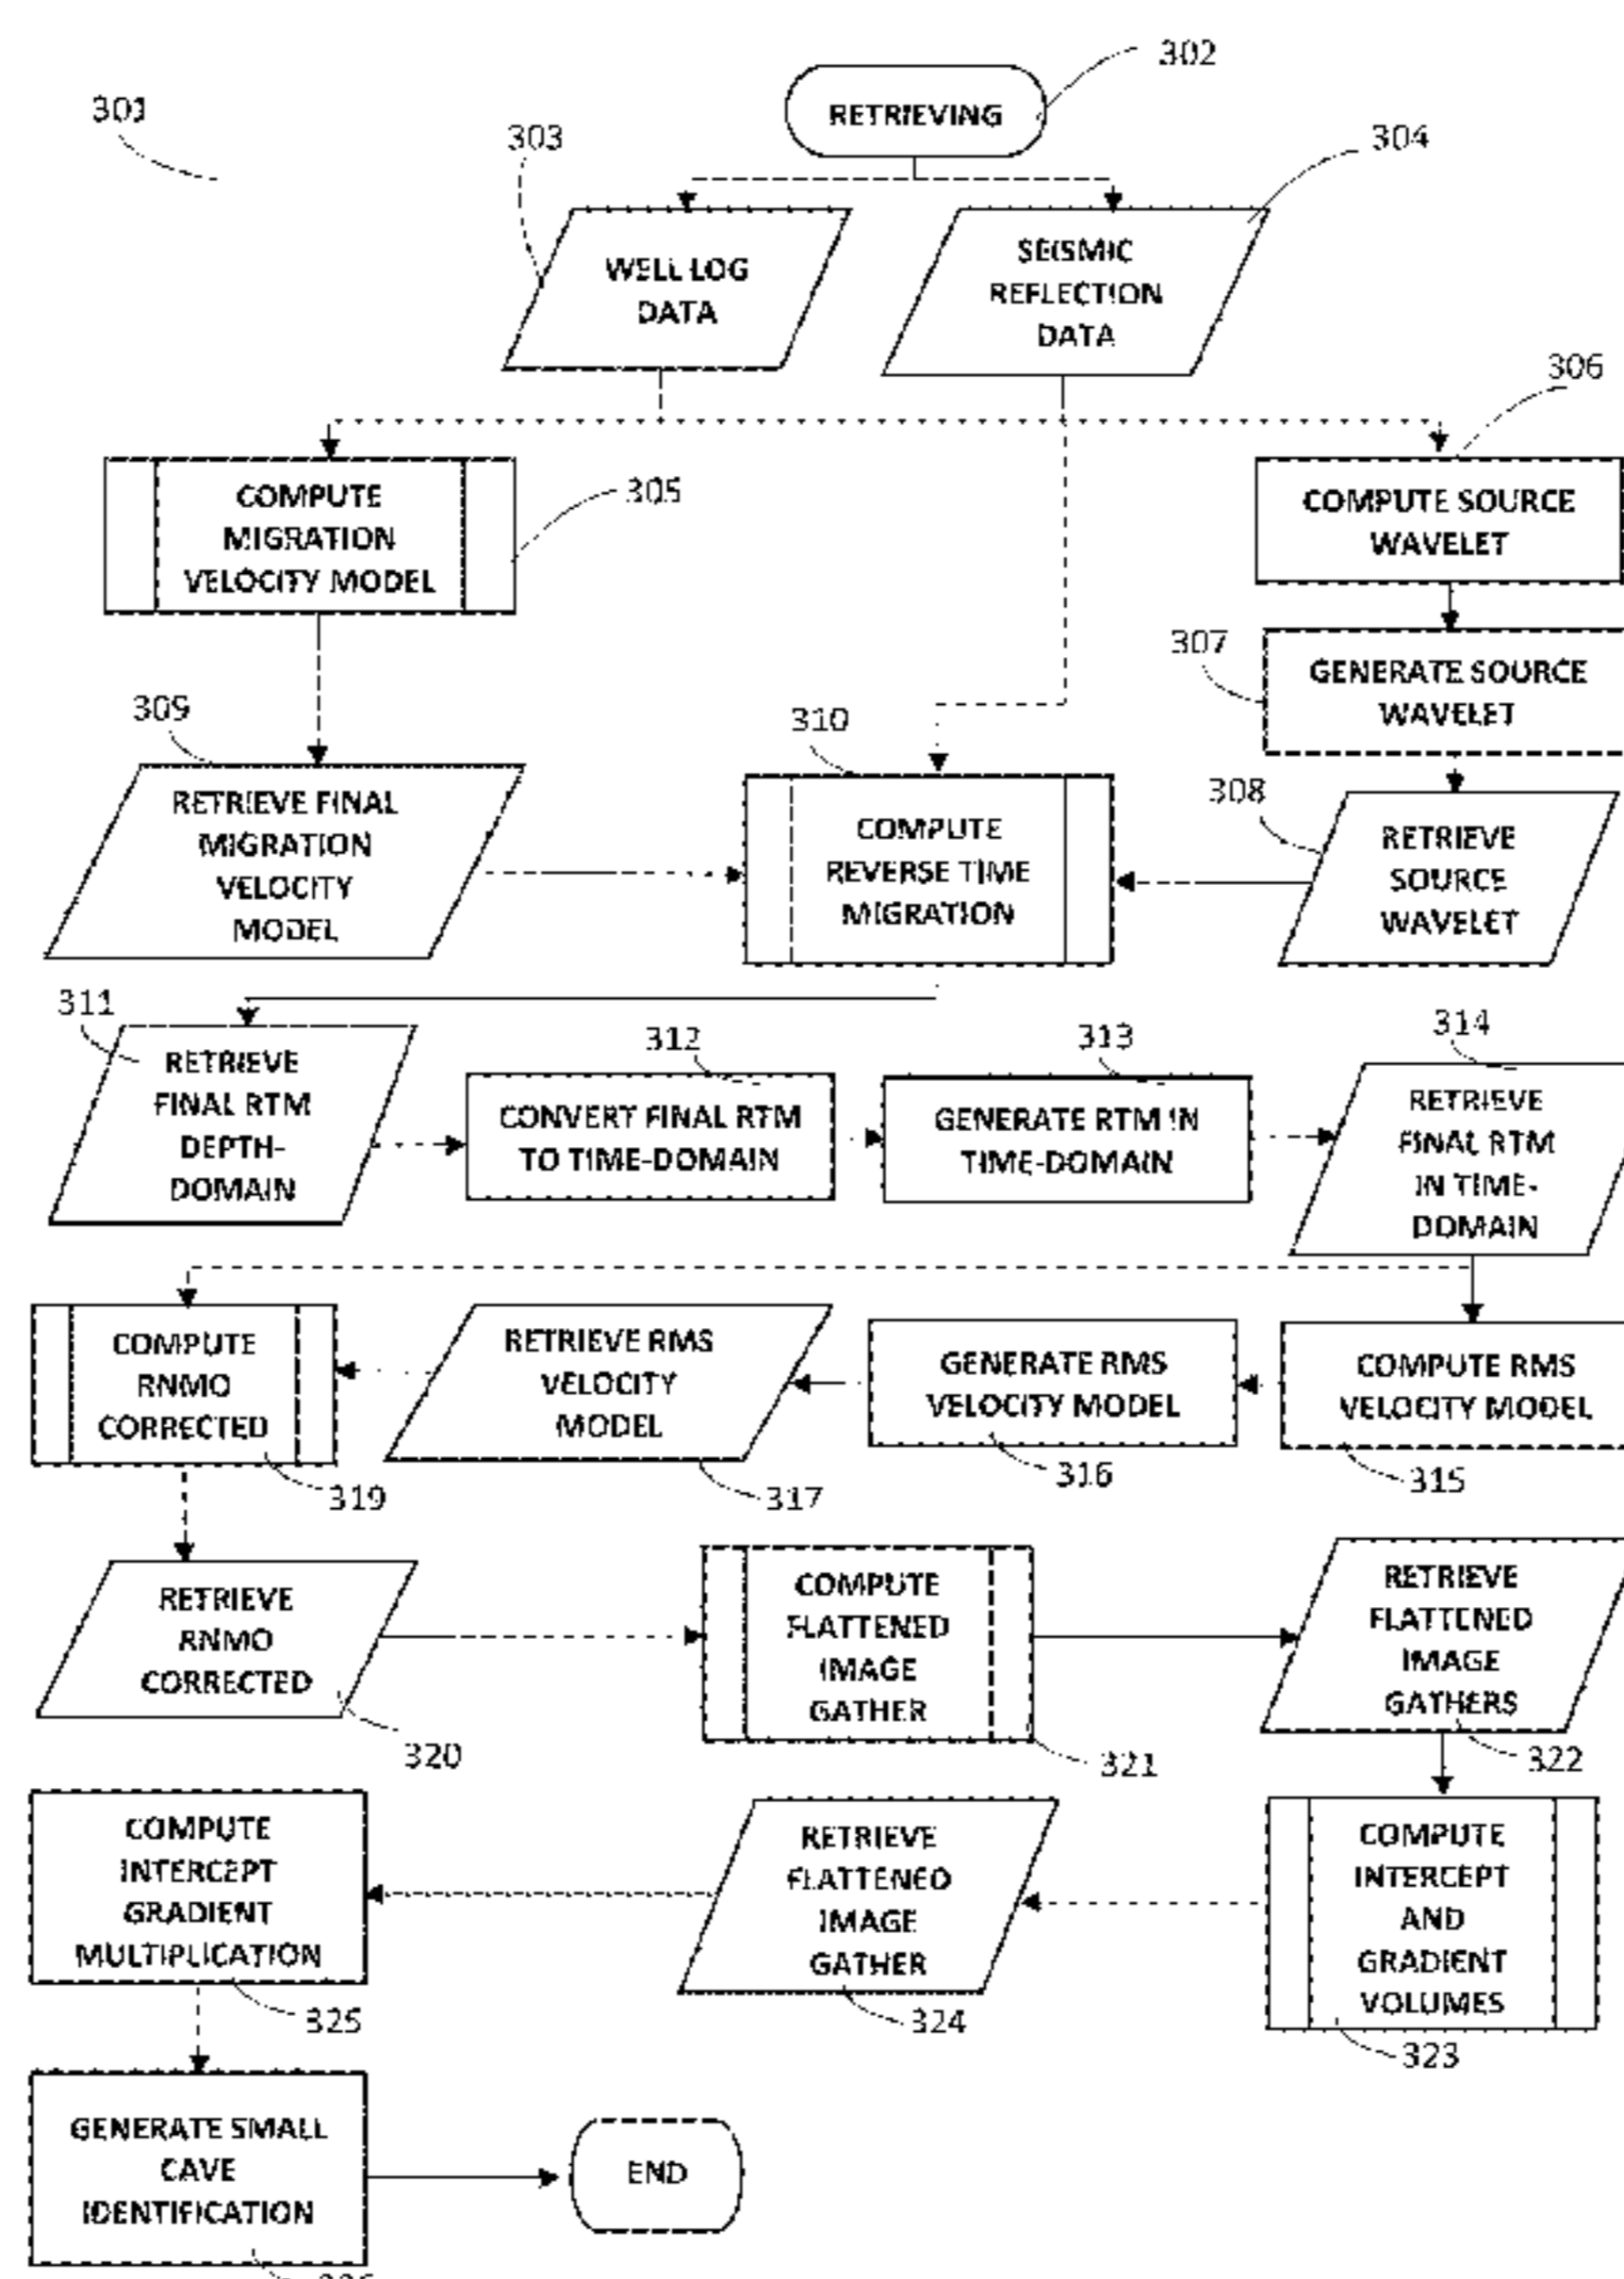 302
RETRIEVING
301
303
304
WELL LOG
DATA
SEISMIC
REFLECTION
DATA
306
COMPUTE
MIGRATION
VELOCITY MODEL
305
COMPUTE SOURCE
WAVELET
307
GENERATE SOURCE
WAVELET
309
310
308
RETRIEVE FINAL
MIGRATION
VELOCITY
MODEL
COMPUTE
REVERSE TIME
MIGRATION
RETRIEVE
SOURCE
WAVELET
311
312
313
314
RETRIEVE
FINAL RTM
DEPTH-
DOMAIN
CONVERT FINAL RTM
TO TIME-DOMAIN
GENERATE RTM IN
TIME-DOMAIN
RETRIEVE
FINAL RTM
IN TIME-
DOMAIN
COMPUTE
RNMO
CORRECTED
RETRIEVE RMS
VELOCITY
MODEL
GENERATE RMS
VELOCITY MODEL
COMPUTE RMS
VELOCITY MODEL
319
317
316
315
RETRIEVE
RNMO
CORRECTED
COMPUTE
FLATTENED
IMAGE
GATHER
RETRIEVE
FLATTENED
IMAGE
GATHERS
320
321
322
COMPUTE
INTERCEPT
GRADIENT
MULTIPLICATION
RETRIEVE
FLATTENED
IMAGE
GATHER
COMPUTE
INTERCEPT
AND
GRADIENT
VOLUMES
325
324
323
GENERATE SMALL
CAVE
IDENTIFICATION
END